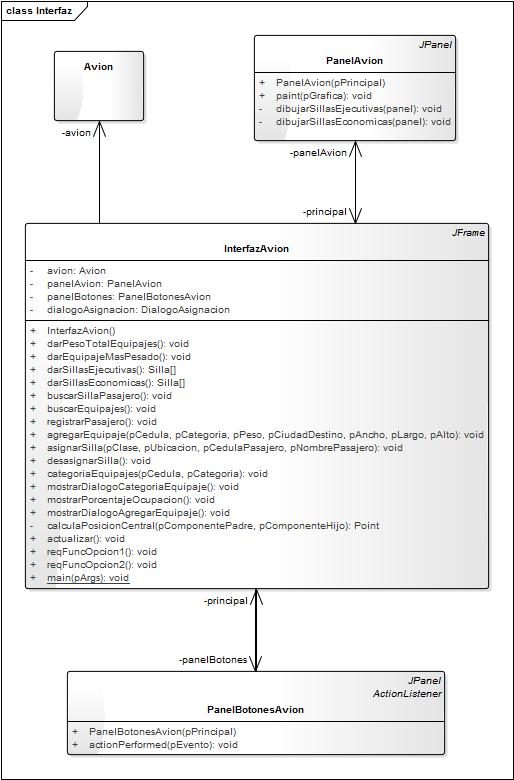 class Interfaz
Avion
JPanel
PanelAvion
+ PanelAvion(pPrincipal)
+ paint(pGrafica): void
- dibujarSillasEjecutivas(panel): void
- dibujarSillasEconomicas(panel): void
-avion
-panelAvion
-principal
JFrame
InterfazAvion
- avion: Avion
- panelAvion: PanelAvion
- panelBotones: PanelBotonesAvion
- dialogoAsignacion: DialogoAsignacion
+ InterfazAvion()
+ darPesoTotalEquipajes(): void
+ darEquipajeMasPesado(): void
+ darSillasEjecutivas(): Silla[]
+ darSillasEconomicas(): Silla[]
+ buscarSillaPasajero(): void
+ buscarEquipajes(): void
+ registrarPasajero(): void
+ agregarEquipaje(pCedula, pCategoria, pPeso, pCiudadDestino, pAncho, pLargo, pAlto): void
+ asignarSilla(pClase, pUbicacion, pCedulaPasajero, pNombrePasajero): void
+ desasignarSilla(): void
+ categoriaEquipajes(pCedula, pCategoria): void
+ mostrarDialogoCategoriaEquipaje(): void
+ mostrarPorcentajeOcupacion(): void
+ mostrarDialogoAgregarEquipaje(): void
- calculaPosicionCentral(pComponentePadre, pComponenteHijo): Point
+ actualizar(): void
+ reqFuncOpcion1(): void
+ reqFuncOpcion2(): void
+ main(pArgs): void
-principal
-panelBotones
JPanel
ActionListener
PanelBotonesAvion
+ PanelBotonesAvion(pPrincipal)
+ actionPerformed(pEvento): void